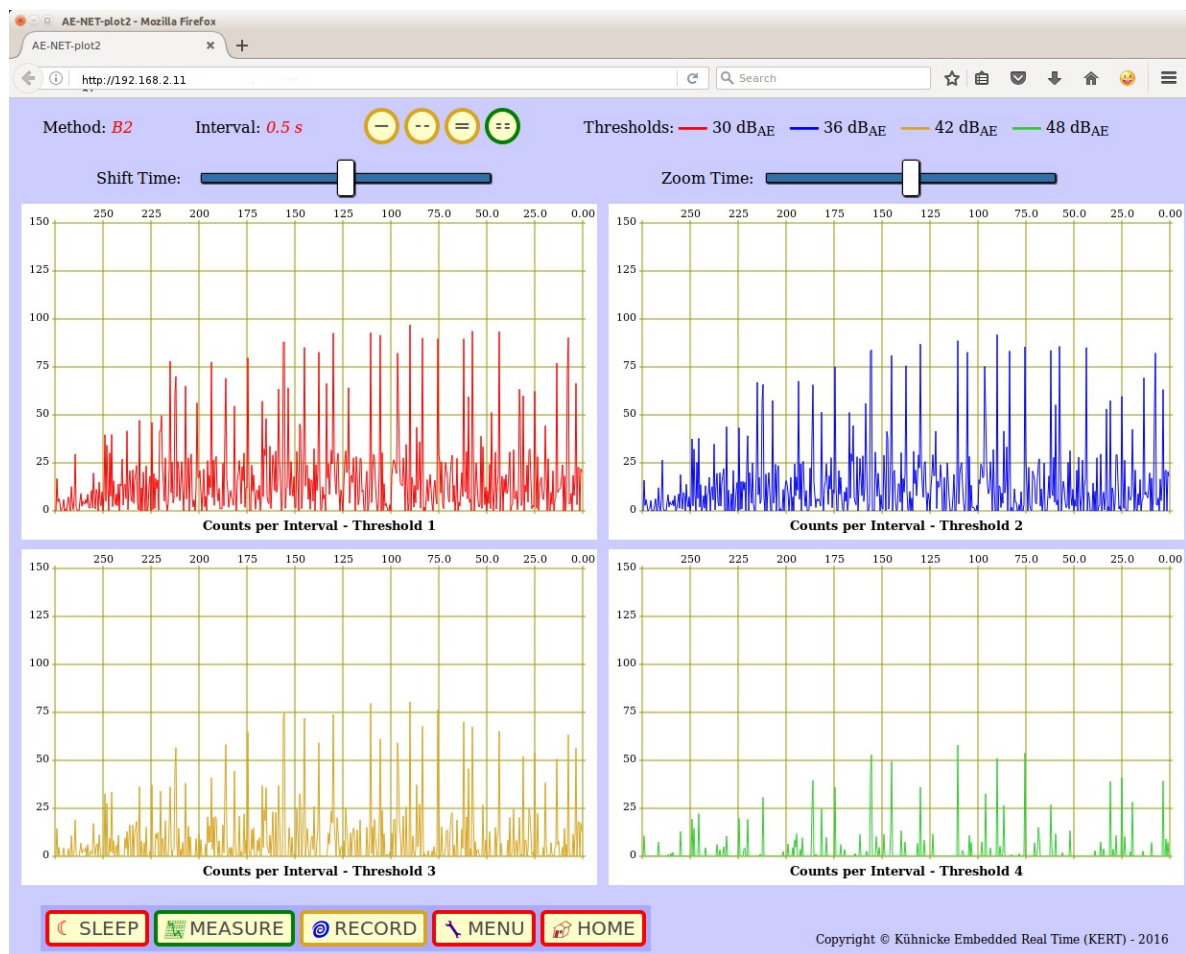 AE-NET-plot2 - Mozilla Firefox
AE-NET-plot2
http://192.168.2.11
Search
Method: B2 Interval: 0.5 s Thresholds: 30 dBAE 36 dBAE 42 dBAE 48 dBAE
Shift Time: Zoom Time:
250 225 200 175 150 125 100 75.0 50.0 25.0 0.00
150
125
100
75
50
25
0
Counts per Interval - Threshold 1
250 225 200 175 150 125 100 75.0 50.0 25.0 0.00
150
125
100
75
50
25
0
Counts per Interval - Threshold 2
250 225 200 175 150 125 100 75.0 50.0 25.0 0.00
150
125
100
75
50
25
0
Counts per Interval - Threshold 3
250 225 200 175 150 125 100 75.0 50.0 25.0 0.00
150
125
100
75
50
25
0
Counts per Interval - Threshold 4
SLEEP MEASURE RECORD MENU HOME
Copyright © Kühnicke Embedded Real Time (KERT) - 2016